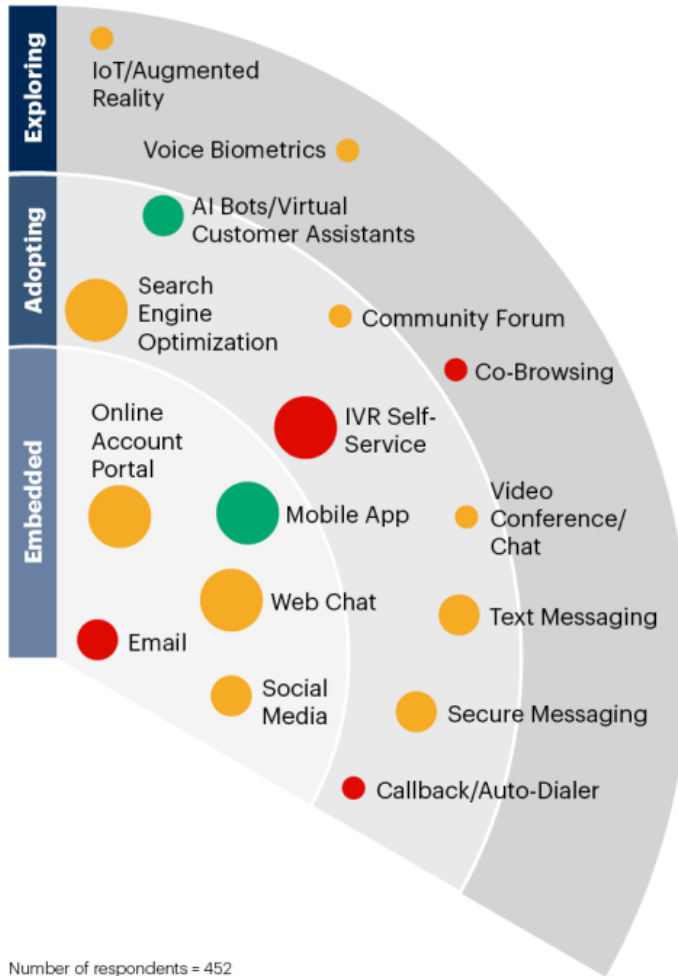 Exploring
IoT/Augmented
Reality
Voice Biometrics
Adopting
AI Bots/Virtual
Customer Assistants
Search
Engine
Optimization
Community Forum
Co-Browsing
IVR Self-
Service
Embedded
Online
Account
Portal
Mobile App
Video
Conference/
Chat
Web Chat
Text Messaging
Email
Social
Media
Secure Messaging
Callback/Auto-Dialer
Number of respondents = 452